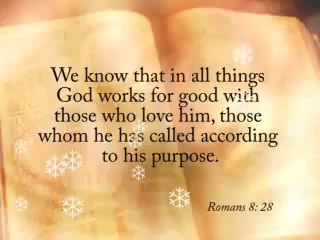 We know that in all things
God works for good with
those who love him, those
whom he has called according
to his purpose.
Romans 8: 28